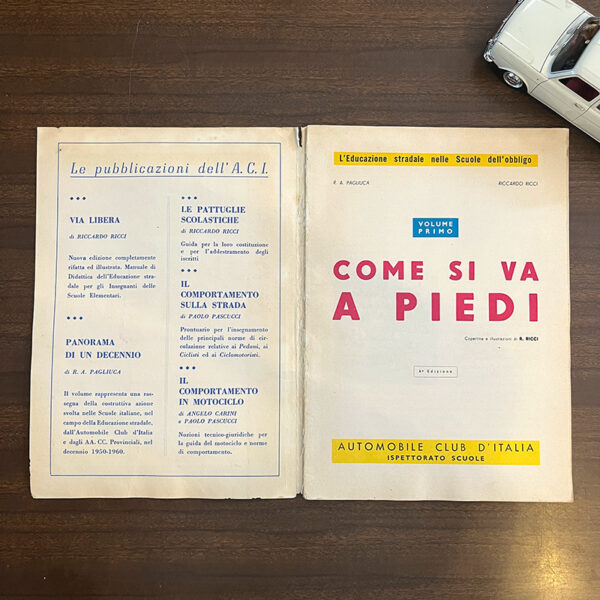 Le pubblicazioni dell'A.C.I.
VIA LIBERA
di RICCARDO RICCI
Nuova edizione completamente
rifatta ed illustrata. Manuale di
Didattica dell'Educazione stra-
dale per gli Insegnanti delle
Scuole Elementari.
PANORAMA
DI UN DECENNIO
di R. A. PAGLIUCA
Il volume rappresenta una ras-
segna della costruttiva azione
svolta nelle Scuole italiane, nel
campo della Educazione stradale,
dall'Automobile Club d'Italia
e dagli AA. CC. Provinciali, nel
decennio 1950-1960.
LE PATTUGLIE
SCOLASTICHE
di RICCARDO RICCI
Guida per la loro costituzione
e per l'addestramento degli
iscritti
IL
COMPORTAMENTO
SULLA STRADA
di PAOLO PASCUCCI
Prontuario per l'insegnamento
delle principali norme di cir-
colazione relative ai Pedoni, ai
Ciclisti ed ai Ciclomotoristi.
IL
COMPORTAMENTO
IN MOTOCICLO
di ANGELO CARINI
e PAOLO PASCUCCI
Nozioni tecnico-giuridiche per
la guida del motociclo e norme
di comportamento.
L'Educazione stradale nelle Scuole dell'obbligo
R. A. PAGLIUCA RICCARDO RICCI
VOLUME
PRIMO
COME SI VA
A PIEDI
Copertina e illustrazioni di R. RICCI
Edizione
AUTOMOBILE CLUB D'ITALIA
ISPETTORATO SCUOLE